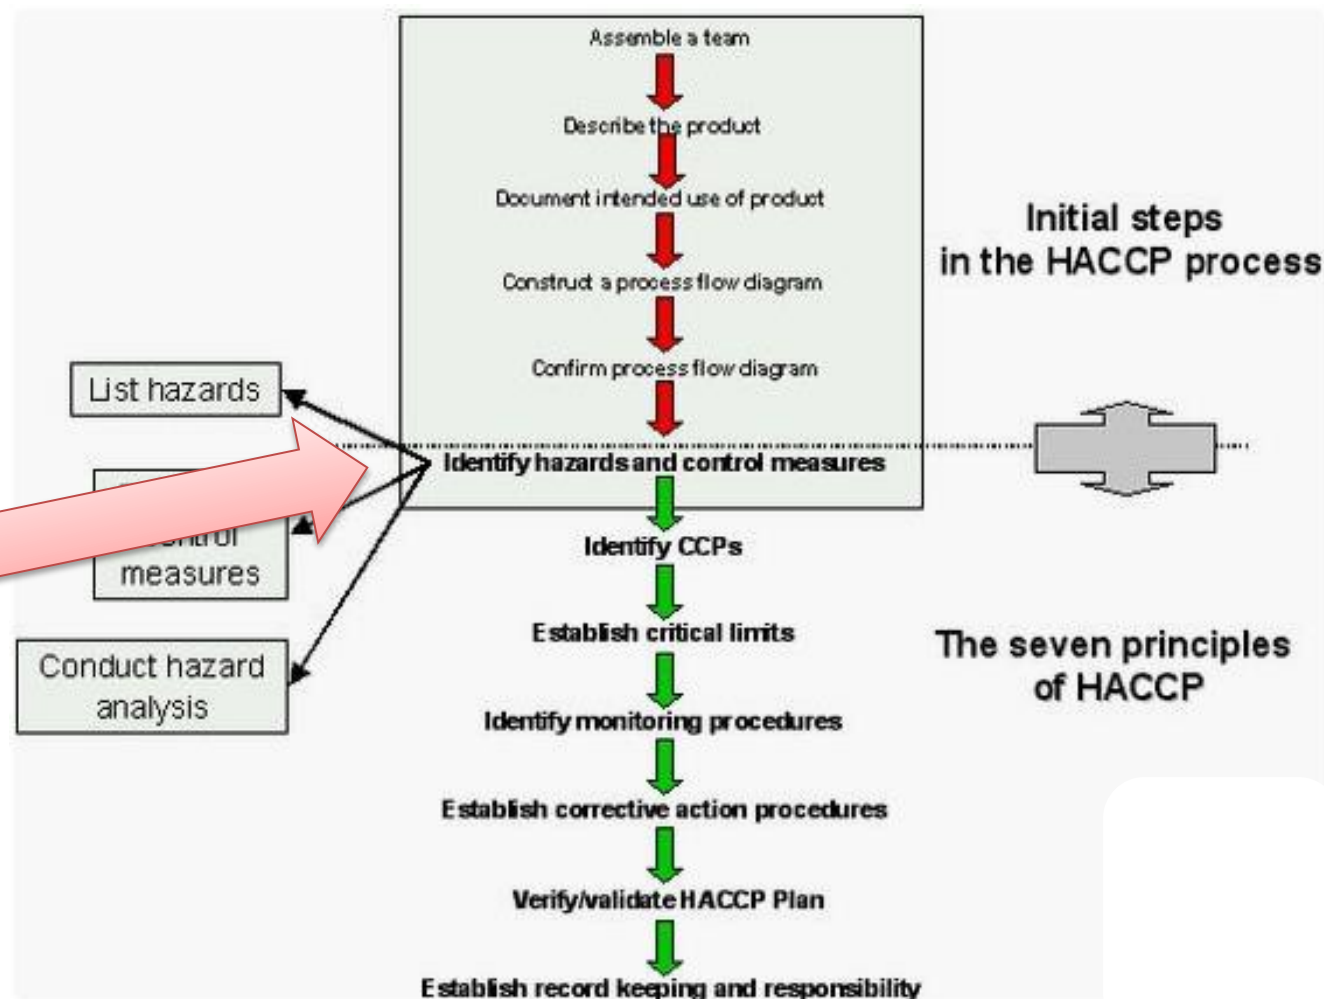 Assemble a team
Describe the product
Document intended use of product
Construct a process flow diagram
Confirm process flow diagram
Identify hazards and control measures
Identify CCPs
Establish critical limits
Identify monitoring procedures
Establish corrective action procedures
Verify/validate HACCP Plan
Establish record keeping and responsibility
List hazards
control
measures
Conduct hazard
analysis
Initial steps
in the HACCP process
The seven principles
of HACCP